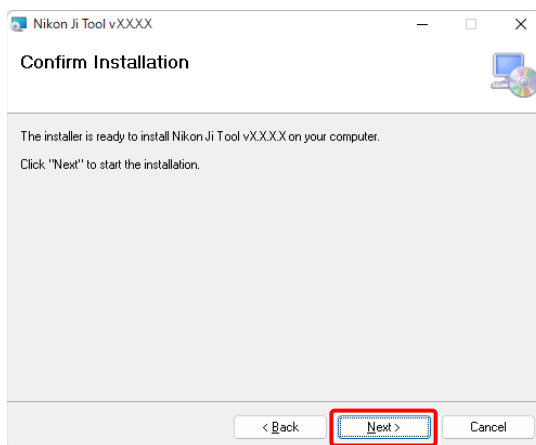 Nikon Ji Tool vXXXX
Confirm Installation
The installer is ready to install Nikon Ji Tool vX.X.X.X on your computer.
Click "Next" to start the installation.
< Back Next > Cancel